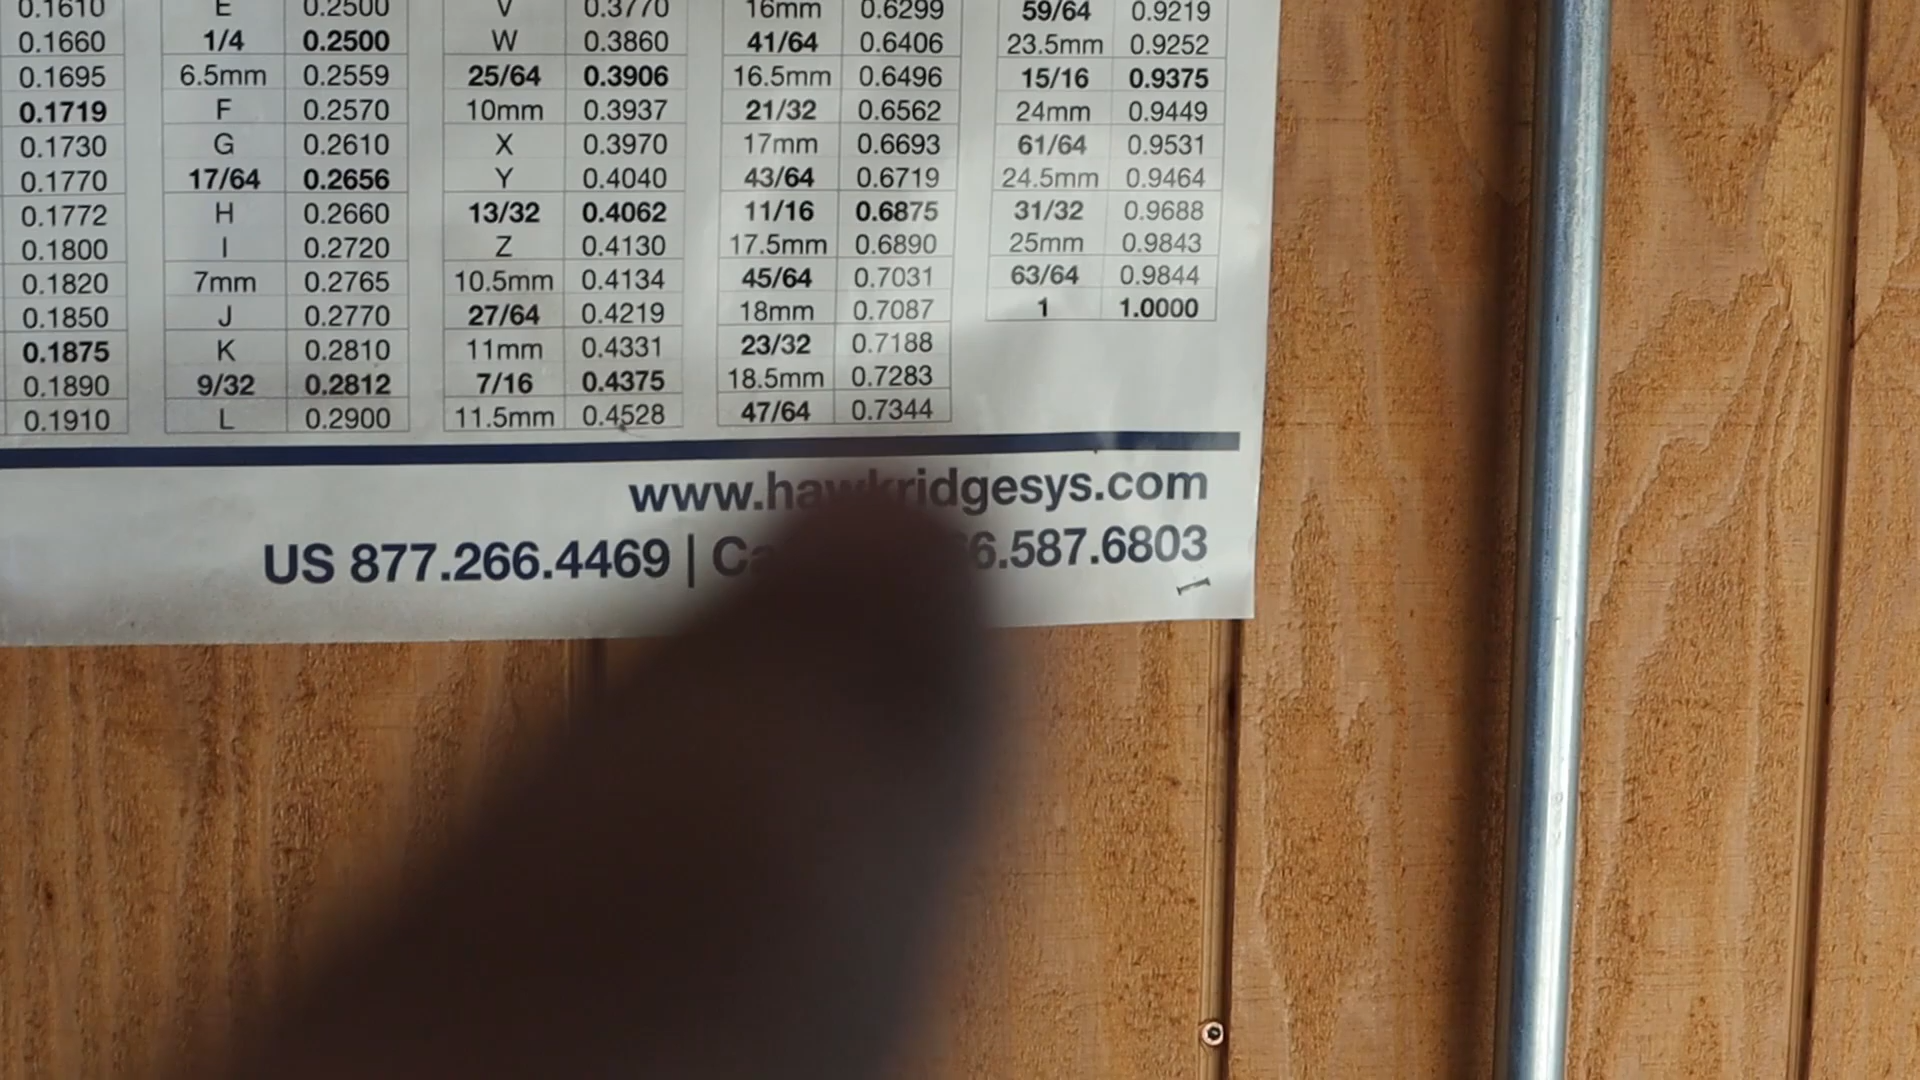 0.1610 E 0.2500 V 0.3770 16mm 0.6299 59/64 0.9219
0.1660 1/4 0.2500 W 0.3860 41/64 0.6406 23.5mm 0.9252
0.1695 6.5mm 0.2559 25/64 0.3906 16.5mm 0.6496 15/16 0.9375
0.1719 F 0.2570 10mm 0.3937 21/32 0.6562 24mm 0.9449
0.1730 G 0.2610 X 0.3970 17mm 0.6693 61/64 0.9531
0.1770 17/64 0.2656 Y 0.4040 43/64 0.6719 24.5mm 0.9464
0.1772 H 0.2660 13/32 0.4062 11/16 0.6875 31/32 0.9688
0.1800 I 0.2720 Z 0.4130 17.5mm 0.6890 25mm 0.9843
0.1820 7mm 0.2765 10.5mm 0.4134 45/64 0.7031 63/64 0.9844
0.1850 J 0.2770 27/64 0.4219 18mm 0.7087 1 1.0000
0.1875 K 0.2810 11mm 0.4331 23/32 0.7188
0.1890 9/32 0.2812 7/16 0.4375 18.5mm 0.7283
0.1910 L 0.2900 11.5mm 0.4528 47/64 0.7344
www.hawkridgesys.com
US 877.266.4469 | 6.587.6803